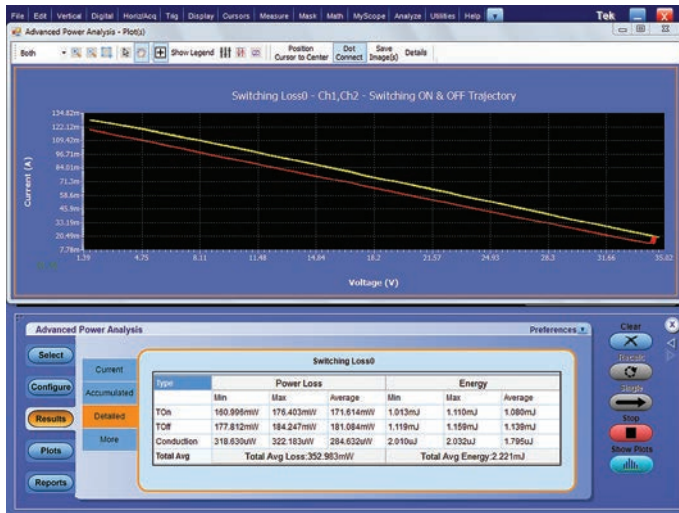 File Edit Vertical Digital Horiz/Acq Trig Display Cursors Measure Mask Math MyScope Analyze Utilities Help Tek
Advanced Power Analysis - Plot(s)
Both Show Legend Position Cursor to Center Dot Connect Save Image(s) Details
Switching Loss0 - Ch1,Ch2 - Switching ON & OFF Trajectory
134.82m
122.12m
109.42m
96.71m
84.01m
71.3m
58.6m
45.9m
33.19m
20.49m
7.78m
Current (A)
1.39 4.75 8.11 11.48 14.84 18.2 21.57 24.93 28.3 31.66 35.02
Voltage (V)
Advanced Power Analysis Preferences
Select
Configure
Results
Plots
Reports
Current
Accumulated
Detailed
More
Switching Loss0
Type Power Loss Energy
Min Max Average Min Max Average
TOn 160.996mW 176.403mW 171.614mW 1.013mJ 1.110mJ 1.080mJ
TOff 177.812mW 184.247mW 181.084mW 1.119mJ 1.159mJ 1.139mJ
Conduction 318.630uW 322.183uW 284.632uW 2.010uJ 2.032uJ 1.795uJ
Total Avg Total Avg Loss:352.983mW Total Avg Energy:2.221mJ
Clear
Recalc
Single
Stop
Show Plots